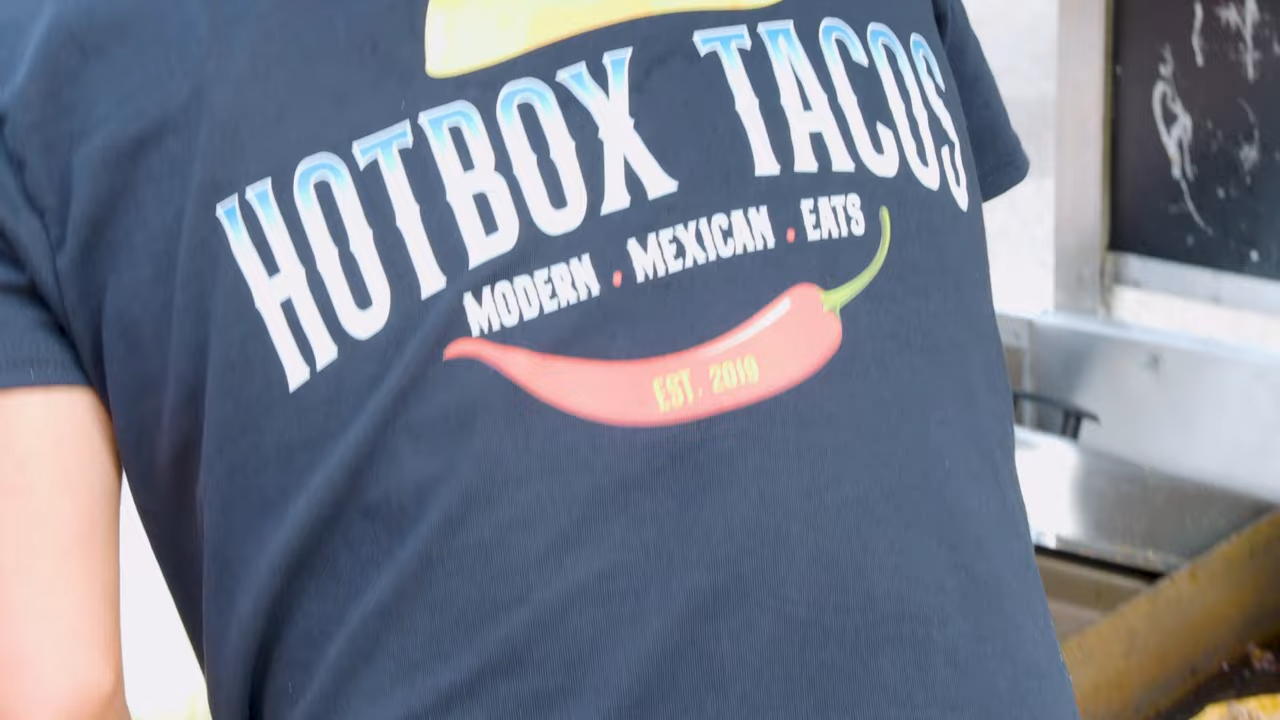 HOTBOX TACOS
MODERN · MEXICAN · EATS
EST. 2019